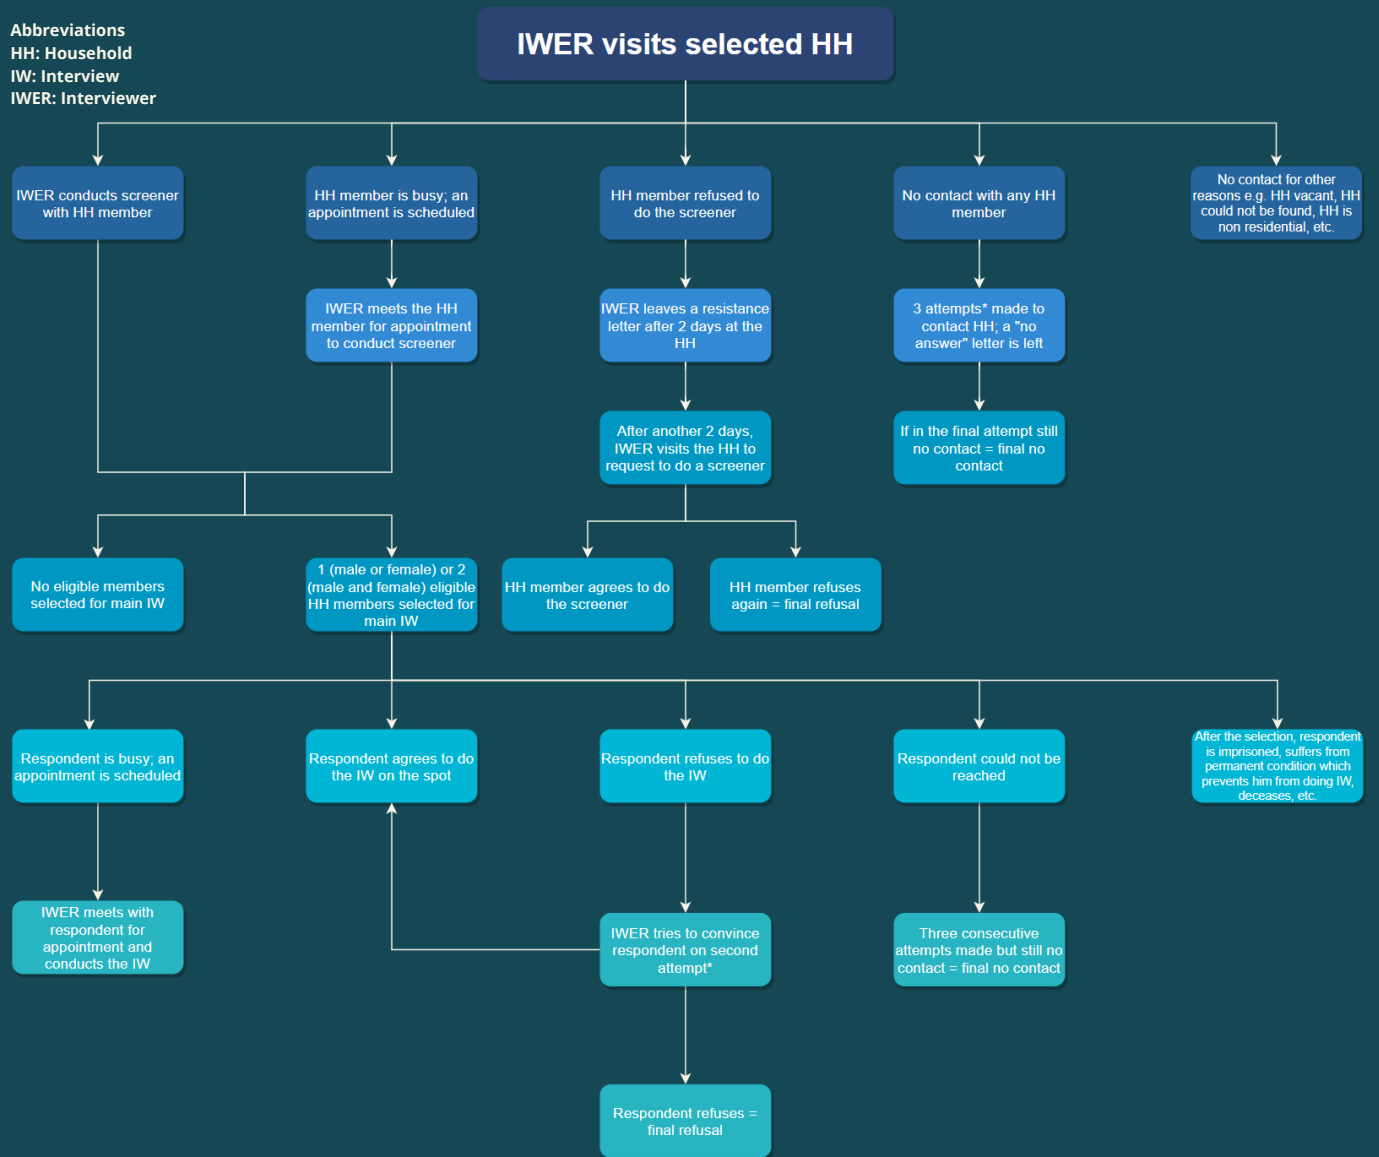 Abbreviations
HH: Household
IW: Interview
IWER: Interviewer
IWER visits selected HH
IWER conducts screener
with HH member
HH member is busy; an
appointment is scheduled
HH member refused to
do the screener
No contact with any HH
member
No contact for other
reasons e.g. HH vacant, HH
could not be found, HH is
non residential, etc.
IWER meets the HH
member for appointment
to conduct screener
IWER leaves a resistance
letter after 2 days at the
HH
3 attempts* made to
contact HH; a "no
answer" letter is left
After another 2 days,
IWER visits the HH to
request to do a screener
If in the final attempt still
no contact = final no
contact
No eligible members
selected for main IW
1 (male or female) or 2
(male and female) eligible
HH members selected for
main IW
HH member agrees to do
the screener
HH member refuses
again = final refusal
Respondent is busy; an
appointment is scheduled
Respondent agrees to do
the IW on the spot
Respondent refuses to do
the IW
Respondent could not be
reached
After the selection, respondent
is imprisoned, suffers from
permanent condition which
prevents him from doing IW,
deceases, etc.
IWER meets with
respondent for
appointment and
conducts the IW
IWER tries to convince
respondent on second
attempt*
Three consecutive
attempts made but still no
contact = final no contact
Respondent refuses =
final refusal